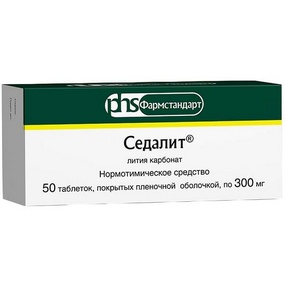 phs Фармстандарт
Седалит®
лития карбонат
Нормотимическое средство
50 таблеток, покрытых пленочной оболочкой, по 300 мг